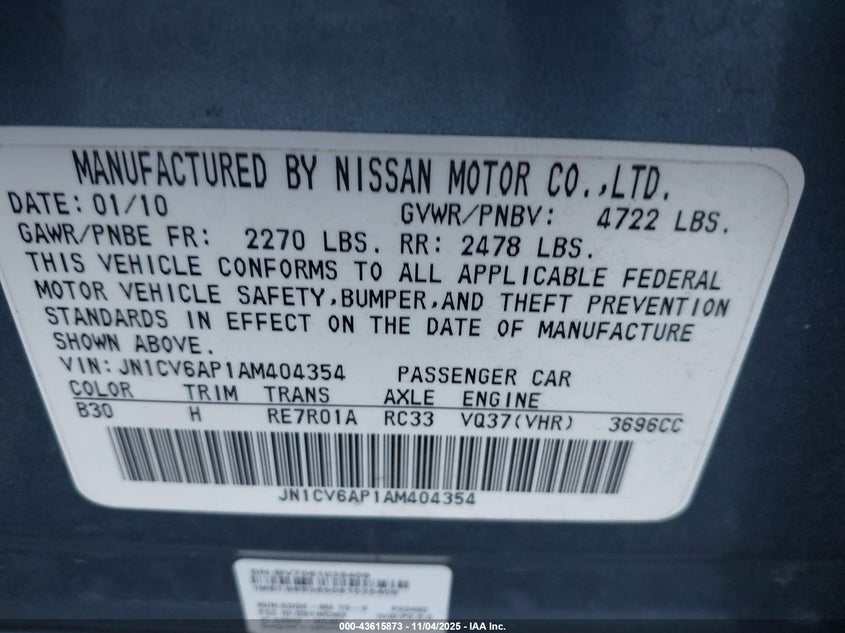 MANUFACTURED BY NISSAN MOTOR CO.,LTD.
DATE: 01/10 GVWR/PNBV: 4722 LBS.
GAWR/PNBE FR: 2270 LBS. RR: 2478 LBS.
THIS VEHICLE CONFORMS TO ALL APPLICABLE FEDERAL
MOTOR VEHICLE SAFETY,BUMPER,AND THEFT PREVENTION
STANDARDS IN EFFECT ON THE DATE OF MANUFACTURE
SHOWN ABOVE.
VIN: JN1CV6AP1AM404354 PASSENGER CAR
COLOR TRIM TRANS AXLE ENGINE
B30 H RE7R01A RC33 VQ37(VHR) 3696CC
JN1CV6AP1AM404354
000-43615873 - 11/04/2025 - IAA Inc.